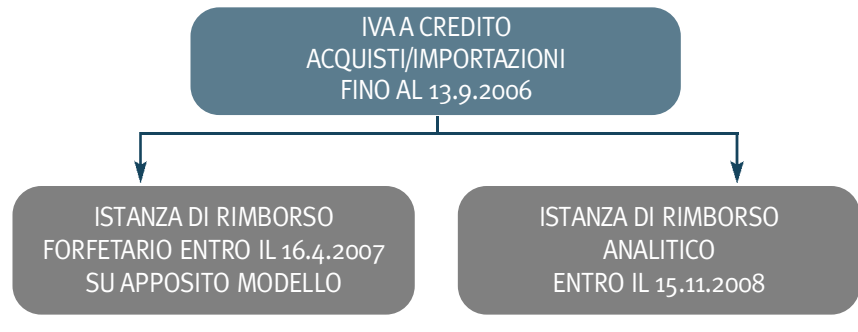 IVA A CREDITO
ACQUISTI/IMPORTAZIONI
FINO AL 13.9.2006
ISTANZA DI RIMBORSO
FORFETARIO ENTRO IL 16.4.2007
SU APPOSITO MODELLO
ISTANZA DI RIMBORSO
ANALITICO
ENTRO IL 15.11.2008